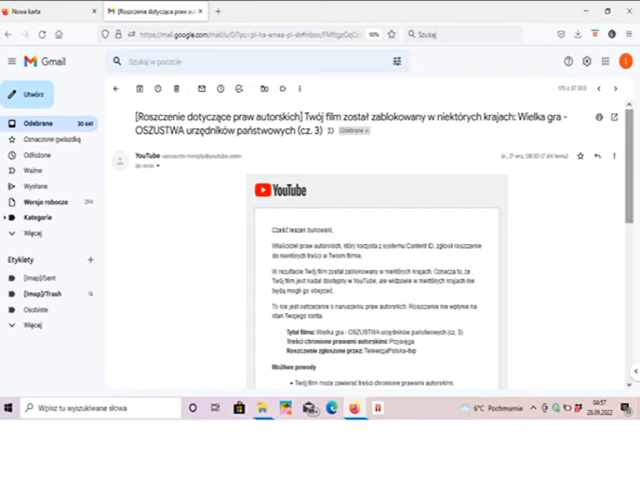 Nowa karta
[Roszczenie dotyczące praw aut
90%
Szukaj
Gmail
Szukaj w poczcie
Utwórz
Odebrane
Oznaczone gwiazdką
Odłożone
Ważne
Wysłane
Wersje robocze
Kategorie
Więcej
Etykiety
[Imap]/Sent
[Imap]/Trash
Osobiste
Więcej
[Roszczenie dotyczące praw autorskich] Twój film został zablokowany w niektórych krajach: Wielka gra -
OSZUSTWA urzędników państwowych (cz. 3)
Odebrane x
YouTube
do mnie
YouTube
Cześć leszek bukowski,
Właściciel praw autorskich, który korzysta z systemu Content ID, zgłosił roszczenie
do niektórych treści w Twoim filmie.
W rezultacie Twój film został zablokowany w niektórych krajach. Oznacza to, że
Twój film jest nadal dostępny w YouTube, ale widzowie w niektórych krajach nie
będą mogli go obejrzeć.
To nie jest ostrzeżenie o naruszeniu praw autorskich. Roszczenie nie wpłynie na
stan Twojego konta.
Tytuł filmu: Wielka gra - OSZUSTWA urzędników państwowych (cz. 3)
Treści chronione prawami autorskimi: Przysięga
Roszczenie zgłoszone przez: TelewizjaPolska-hvp
Możliwe powody
• Twój film może zawierać treści chronione prawami autorskimi
Wpisz tu wyszukiwane słowa
6°C Pochmurnie
04:57
28.09.2022